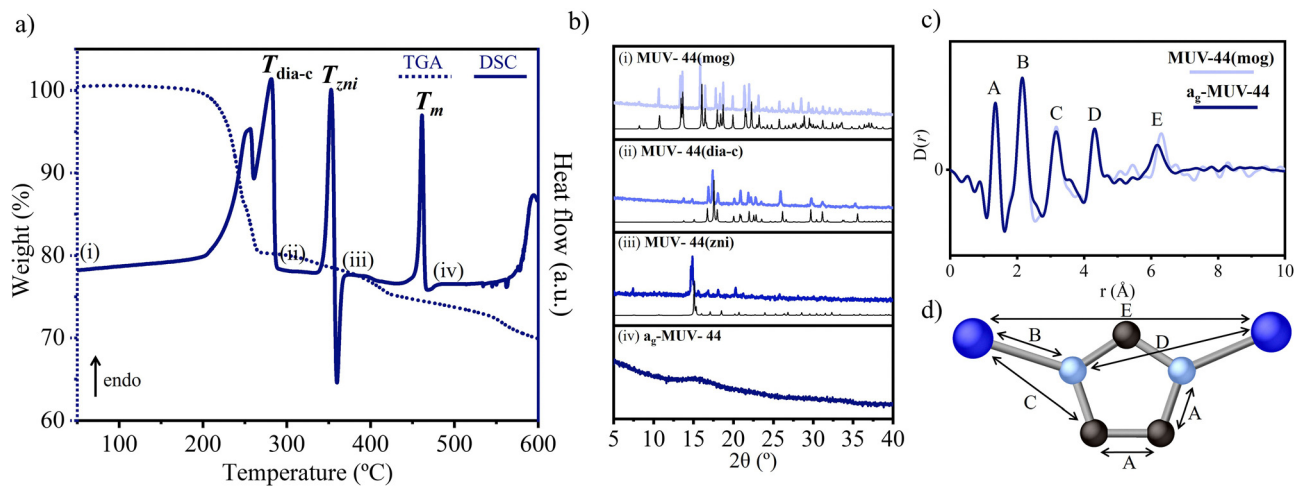 a)
TGA DSC
T_dia-c
T_zni
T_m
(i)
(ii)
(iii)
(iv)
endo
Weight (%)
100
90
80
70
60
100 200 300 400 500 600
Temperature (ºC)
Heat flow (a.u.)
b)
(i) MUV- 44(mog)
(ii) MUV- 44(dia-c)
(iii) MUV- 44(zni)
(iv) a_g-MUV- 44
5 10 15 20 25 30 35 40
2θ (º)
c)
MUV-44(mog)
a_g-MUV-44
A
B
C
D
E
D(r)
0
0 2 4 6 8 10
r (Å)
d)
E
B
D
C
A
A